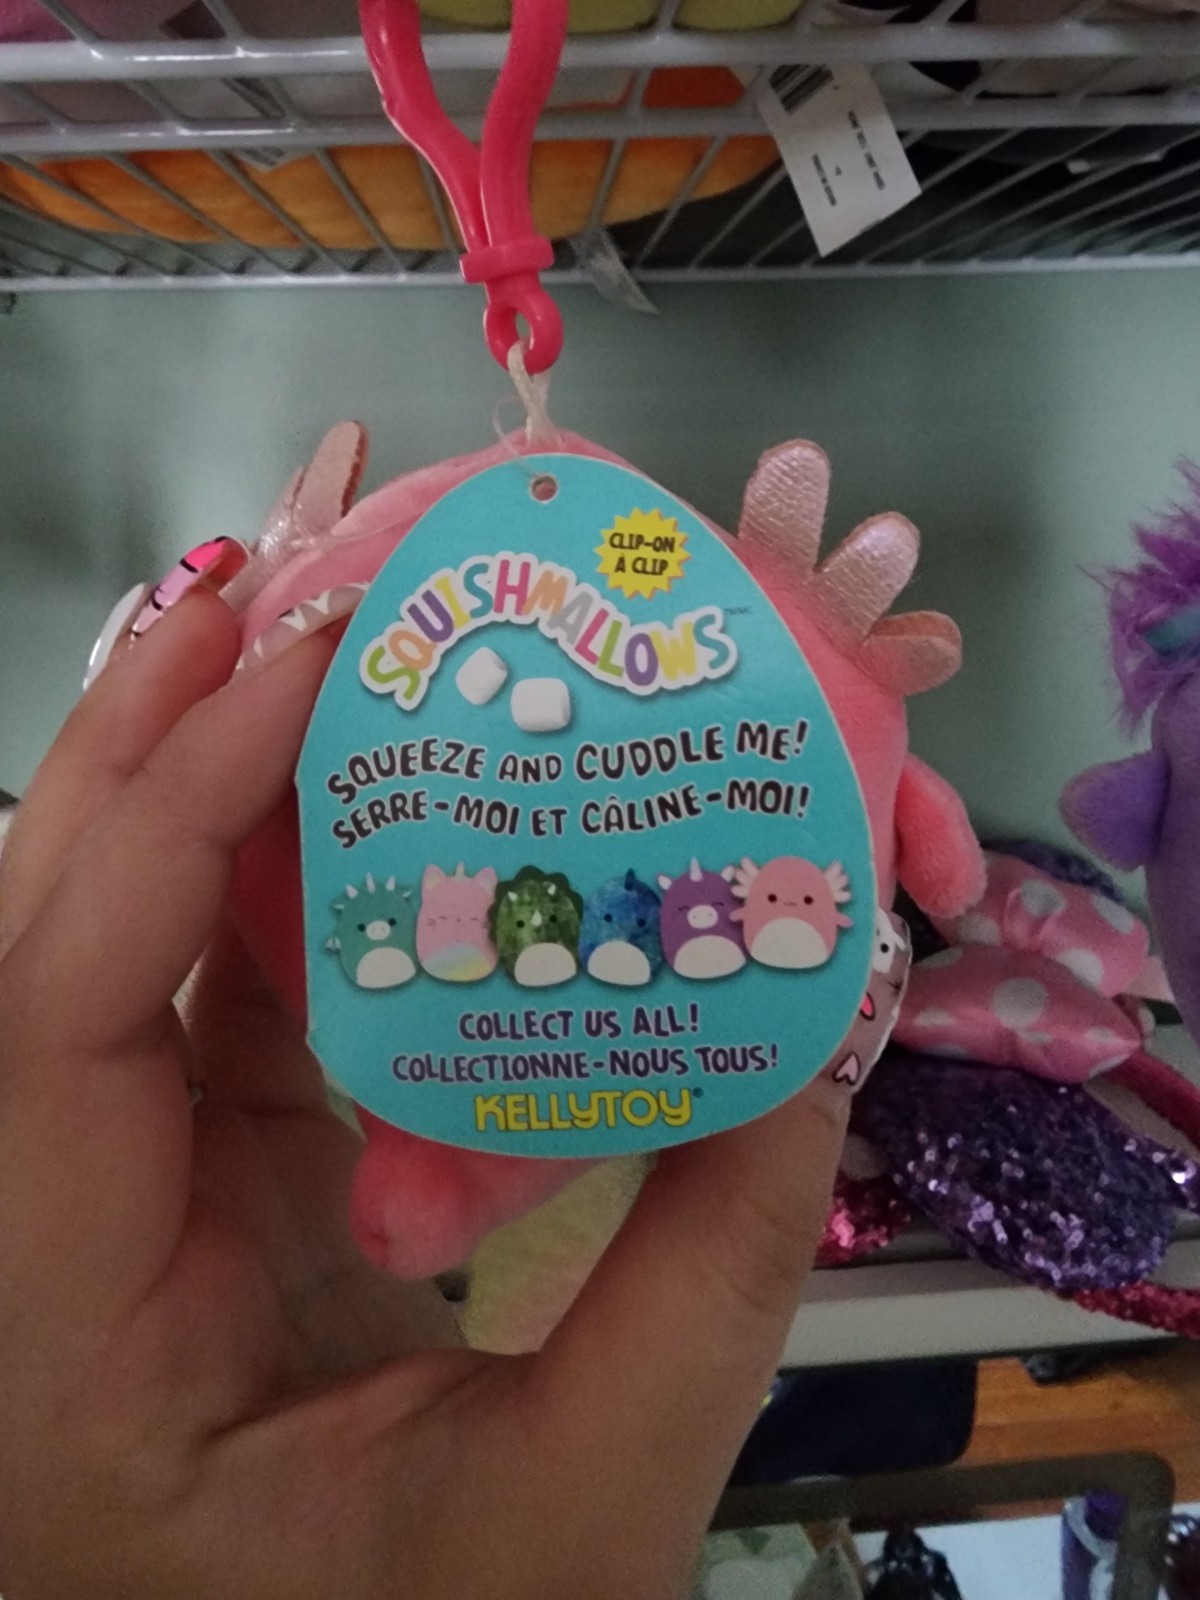 CLIP-ON
À CLIP
SQUISHMALLOWS
SQUEEZE AND CUDDLE ME!
SERRE-MOI ET CÂLINE-MOI!
COLLECT US ALL!
COLLECTIONNE-NOUS TOUS!
KELLYTOY®